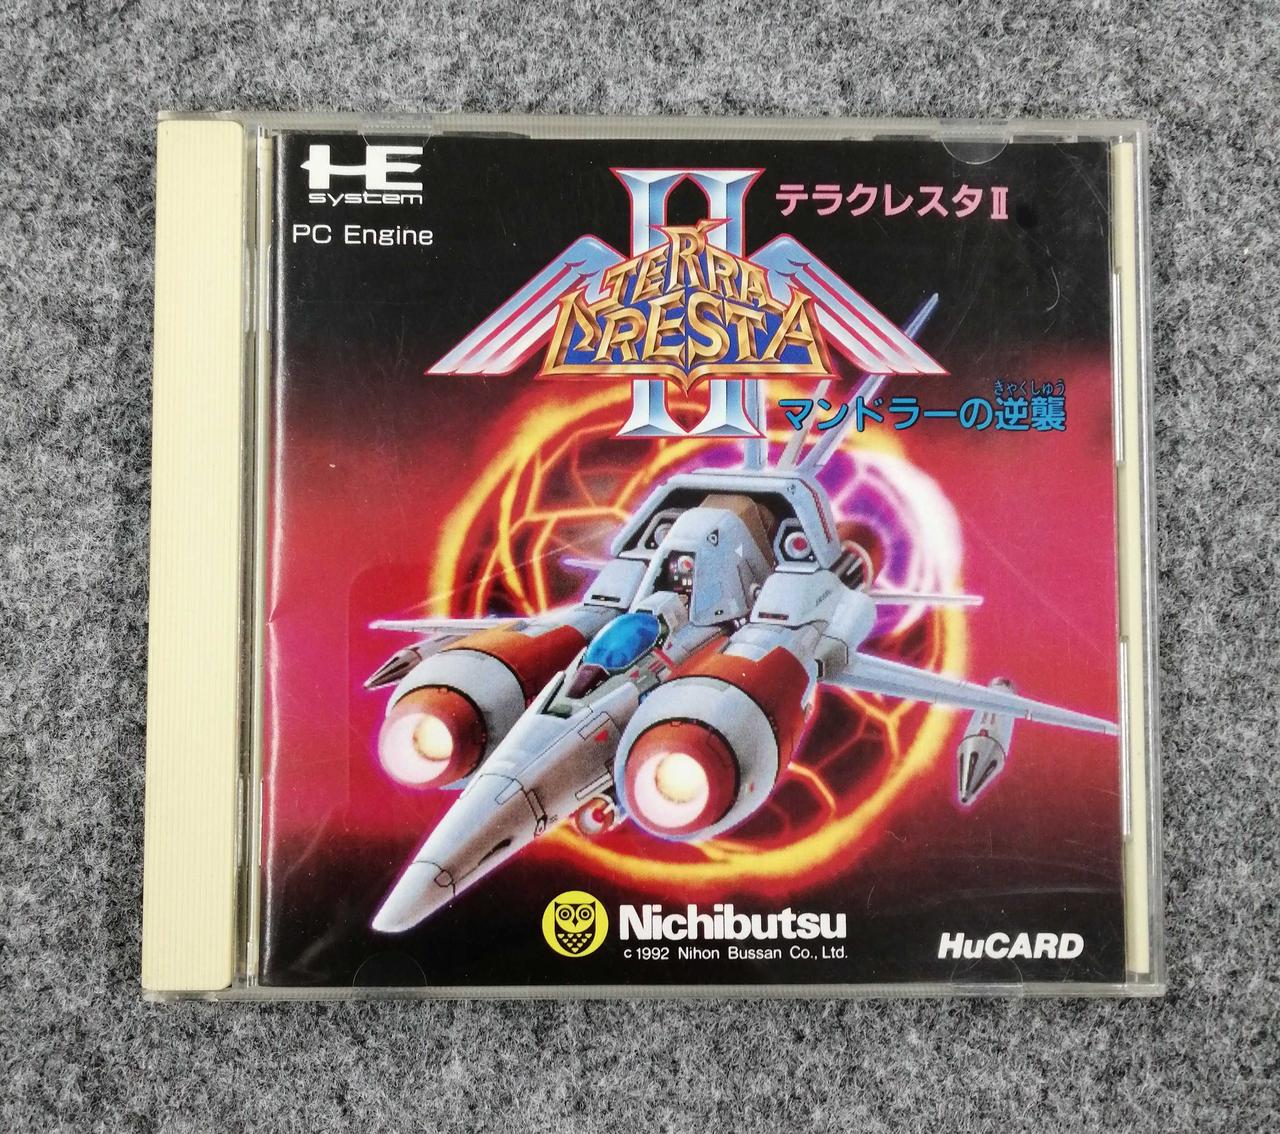 HE
system
PC Engine
テラクレスタII
II
TERRA
CRESTA
きゃくしゅう
マンドラーの逆襲
Nichibutsu
c 1992 Nihon Bussan Co., Ltd.
HuCARD